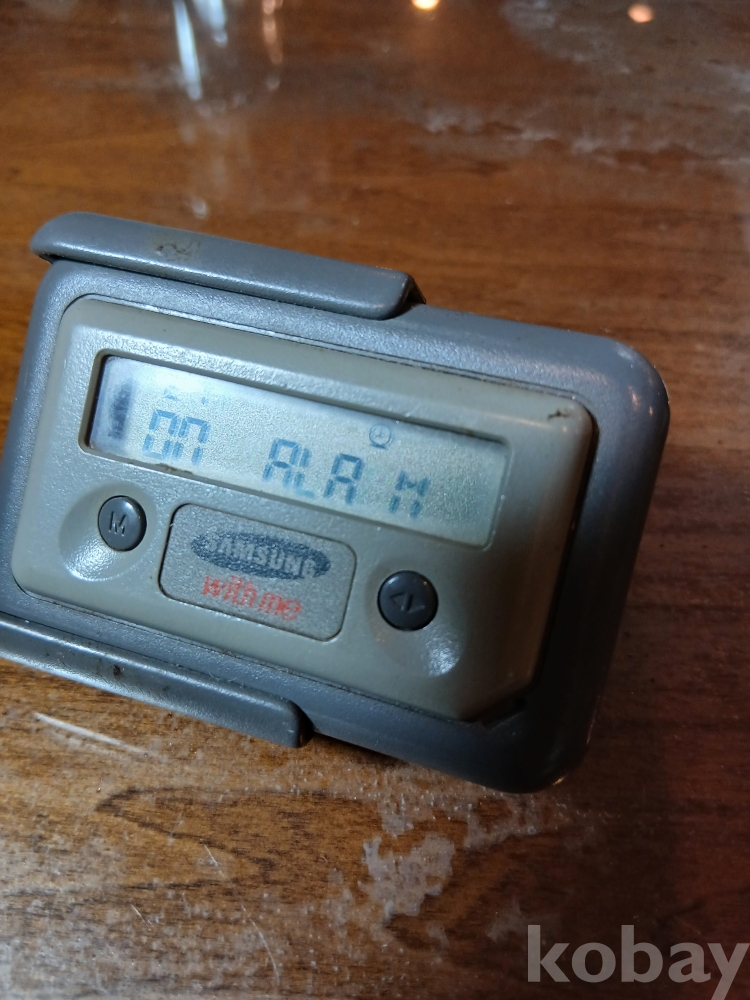 ON ALA M
M
SAMSUNG
with me
<|>
kobay